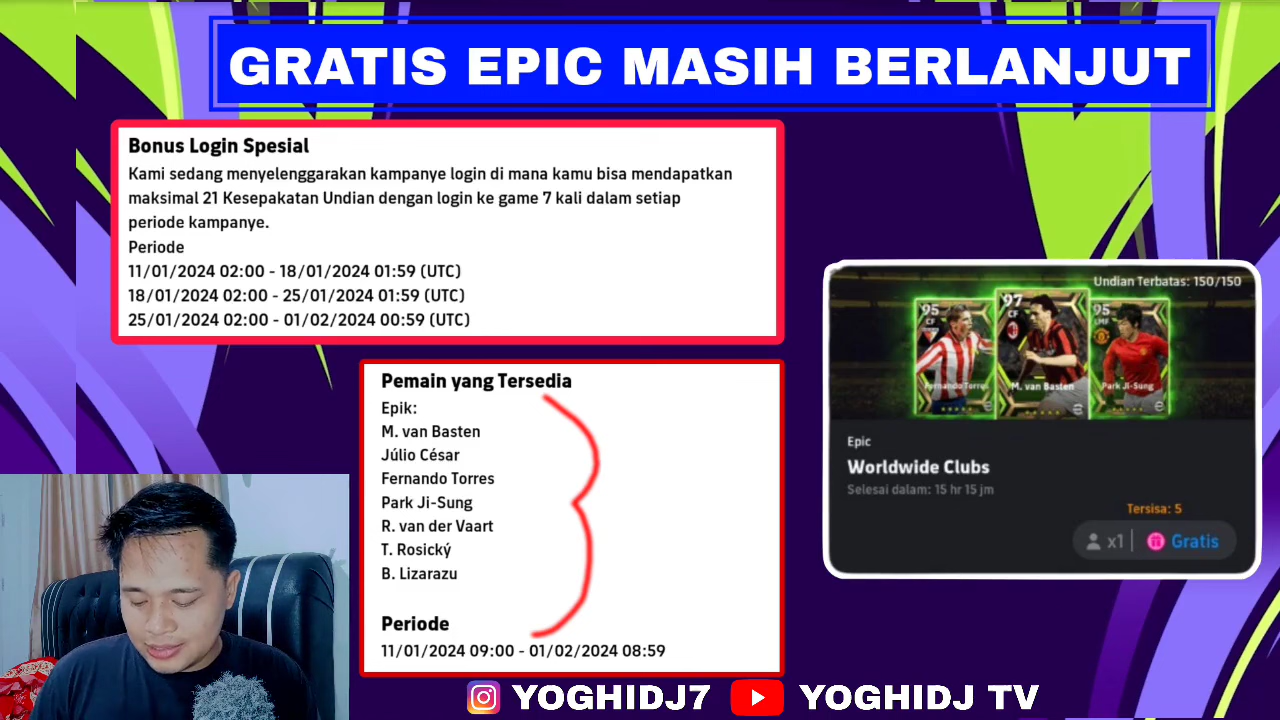 GRATIS EPIC MASIH BERLANJUT
Bonus Login Spesial
Kami sedang menyelenggarakan kampanye login di mana kamu bisa mendapatkan
maksimal 21 Kesepakatan Undian dengan login ke game 7 kali dalam setiap
periode kampanye.
Periode
11/01/2024 02:00 - 18/01/2024 01:59 (UTC)
18/01/2024 02:00 - 25/01/2024 01:59 (UTC)
25/01/2024 02:00 - 01/02/2024 00:59 (UTC)
Undian Terbatas: 150/150
95
CF
97
CF
95
LMF
Fernando Torres
M. van Basten
Park Ji-Sung
Epic
Worldwide Clubs
Selesai dalam: 15 hr 15 jm
Tersisa: 5
x1
Gratis
Pemain yang Tersedia
Epik:
M. van Basten
Júlio César
Fernando Torres
Park Ji-Sung
R. van der Vaart
T. Rosický
B. Lizarazu
Periode
11/01/2024 09:00 - 01/02/2024 08:59
YOGHIDJ7
YOGHIDJ TV